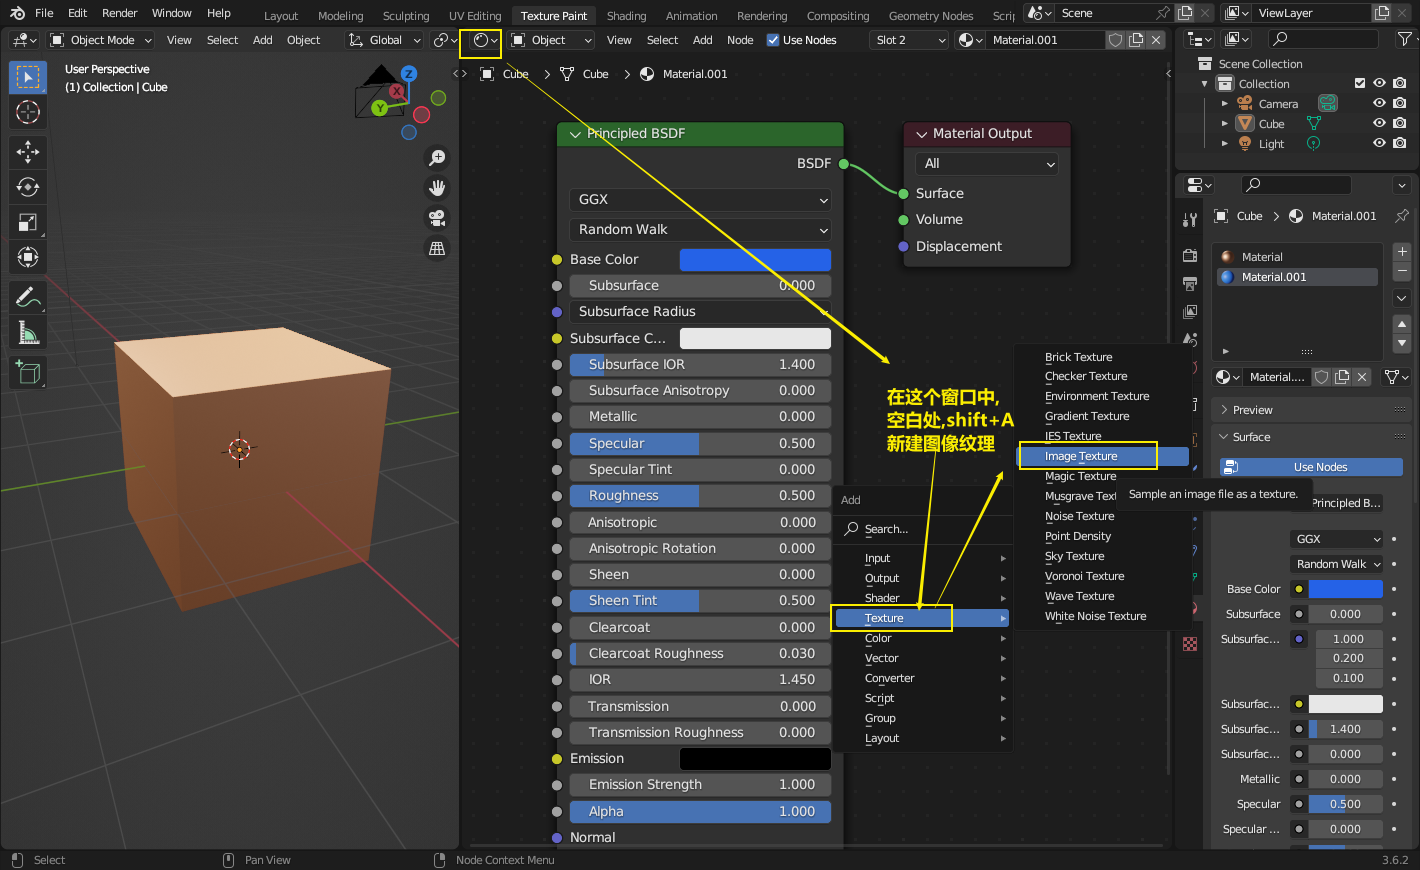 File Edit Render Window Help Layout Modeling Sculpting UV Editing Texture Paint Shading Animation Rendering Compositing Geometry Nodes Scrip Scene ViewLayer
Object Mode View Select Add Object Global Object View Select Add Node Use Nodes Slot 2 Material.001
User Perspective
(1) Collection | Cube
Z
X
Y
Cube Cube Material.001
Principled BSDF
BSDF
GGX
Random Walk
Base Color
Subsurface 0.000
Subsurface Radius
Subsurface C...
Subsurface IOR 1.400
Subsurface Anisotropy 0.000
Metallic 0.000
Specular 0.500
Specular Tint 0.000
Roughness 0.500
Anisotropic 0.000
Anisotropic Rotation 0.000
Sheen 0.000
Sheen Tint 0.500
Clearcoat 0.000
Clearcoat Roughness 0.030
IOR 1.450
Transmission 0.000
Transmission Roughness 0.000
Emission
Emission Strength 1.000
Alpha 1.000
Normal
Material Output
All
Surface
Volume
Displacement
在这个窗口中,
空白处,shift+A
新建图像纹理
Add
Search...
Input
Output
Shader
Texture
Color
Vector
Converter
Script
Group
Layout
Brick Texture
Checker Texture
Environment Texture
Gradient Texture
IES Texture
Image Texture
Magic Texture
Musgrave Text
Noise Texture
Point Density
Sky Texture
Voronoi Texture
Wave Texture
White Noise Texture
Sample an image file as a texture.
Scene Collection
Collection
Camera
Cube
Light
Cube Material.001
Material
Material.001
Material....
Preview
Surface
Use Nodes
Principled B...
GGX
Random Walk
Base Color
Subsurface 0.000
Subsurfac... 1.000
0.200
0.100
Subsurfac...
Subsurfac... 1.400
Subsurfac... 0.000
Metallic 0.000
Specular 0.500
Specular ... 0.000
Select Pan View Node Context Menu 3.6.2